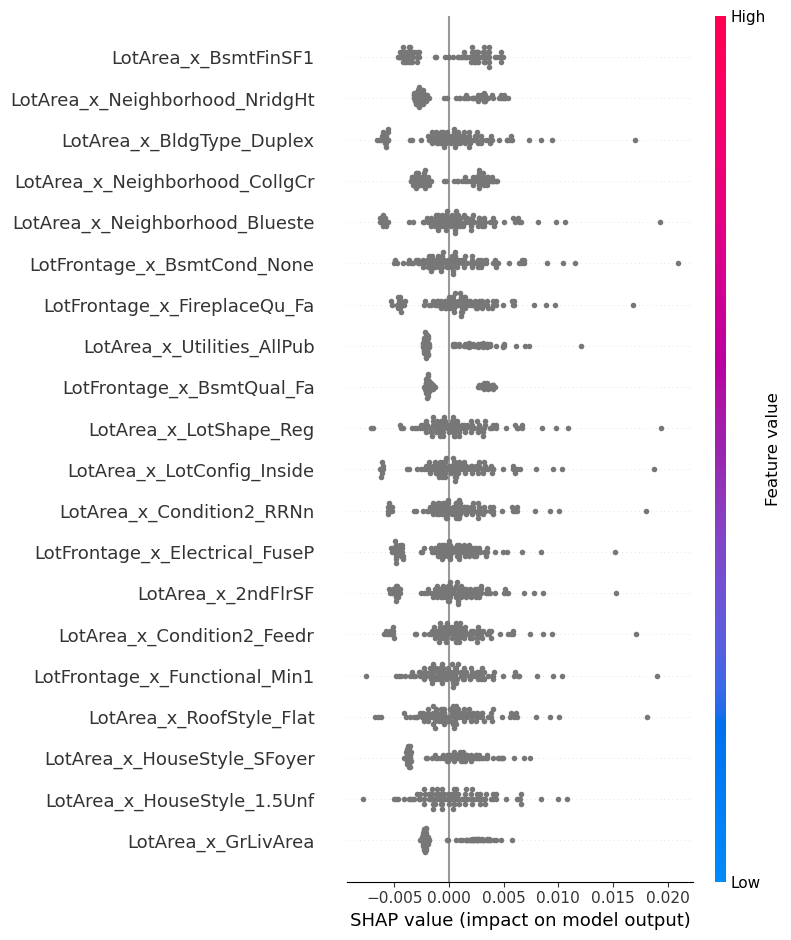 High
LotArea_x_BsmtFinSF1
LotArea_x_Neighborhood_NridgHt
LotArea_x_BldgType_Duplex
LotArea_x_Neighborhood_CollgCr
LotArea_x_Neighborhood_Blueste
LotFrontage_x_BsmtCond_None
LotFrontage_x_FireplaceQu_Fa
LotArea_x_Utilities_AllPub
LotFrontage_x_BsmtQual_Fa
LotArea_x_LotShape_Reg
LotArea_x_LotConfig_Inside
LotArea_x_Condition2_RRNn
LotFrontage_x_Electrical_FuseP
LotArea_x_2ndFlrSF
LotArea_x_Condition2_Feedr
LotFrontage_x_Functional_Min1
LotArea_x_RoofStyle_Flat
LotArea_x_HouseStyle_SFoyer
LotArea_x_HouseStyle_1.5Unf
LotArea_x_GrLivArea
Feature value
Low
−0.005 0.000 0.005 0.010 0.015 0.020
SHAP value (impact on model output)